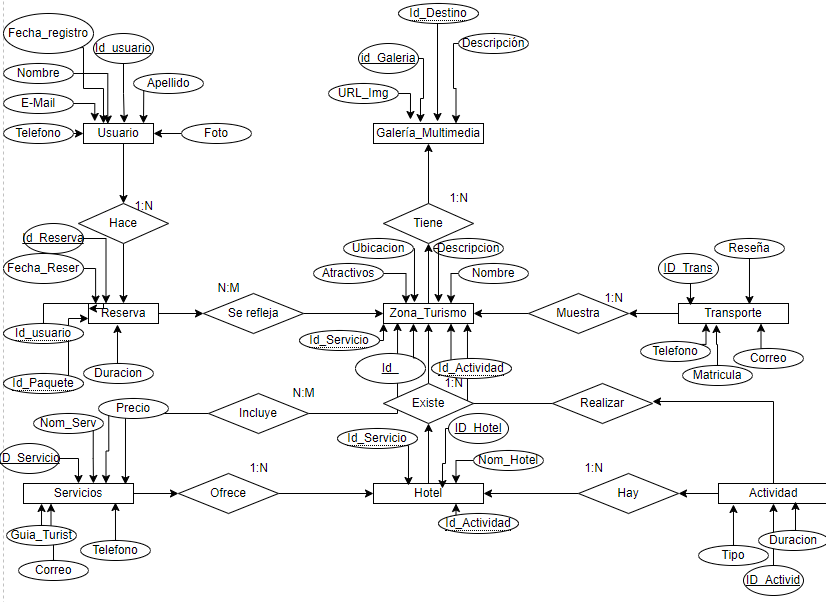 Id_Destino
Fecha_registro
Id_usuario
Descripción
id_Galeria
Nombre
Apellido
URL_Img
E-Mail
Telefono
Usuario
Foto
Galería_Multimedia
1:N
1:N
Hace
Tiene
Id_Reserva
Ubicacion
Descripcion
Reseña
Fecha_Reser
Atractivos
Nombre
ID_Trans
N:M
1:N
Reserva
Se refleja
Zona_Turismo
Muestra
Transporte
Id_usuario
Id_Servicio
Telefono
Correo
Duracion
Id_
Id_Actividad
Matricula
Id_Paquete
1:N
N:M
Precio
Incluye
Existe
Realizar
Nom_Serv
Id_Servicio
ID_Hotel
D_Servicio
Nom_Hotel
1:N
1:N
Servicios
Ofrece
Hotel
Hay
Actividad
Guia_Turist
Id_Actividad
Duracion
Telefono
Tipo
Correo
ID_Activid